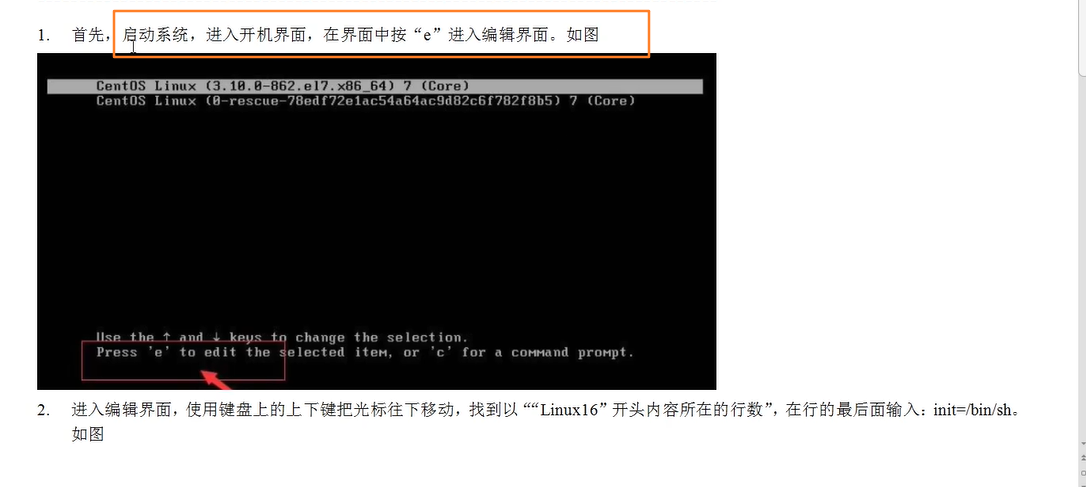 1. 首先，启动系统，进入开机界面，在界面中按“e”进入编辑界面。如图
CentOS Linux (3.10.0-862.el7.x86_64) 7 (Core)
CentOS Linux (0-rescue-78edf72e1ac54a64ac9d82c6f782f8b5) 7 (Core)
Use the ↑ and ↓ keys to change the selection.
Press 'e' to edit the selected item, or 'c' for a command prompt.
2. 进入编辑界面，使用键盘上的上下键把光标往下移动，找到以““Linux16”开头内容所在的行数”，在行的最后面输入：init=/bin/sh。
如图